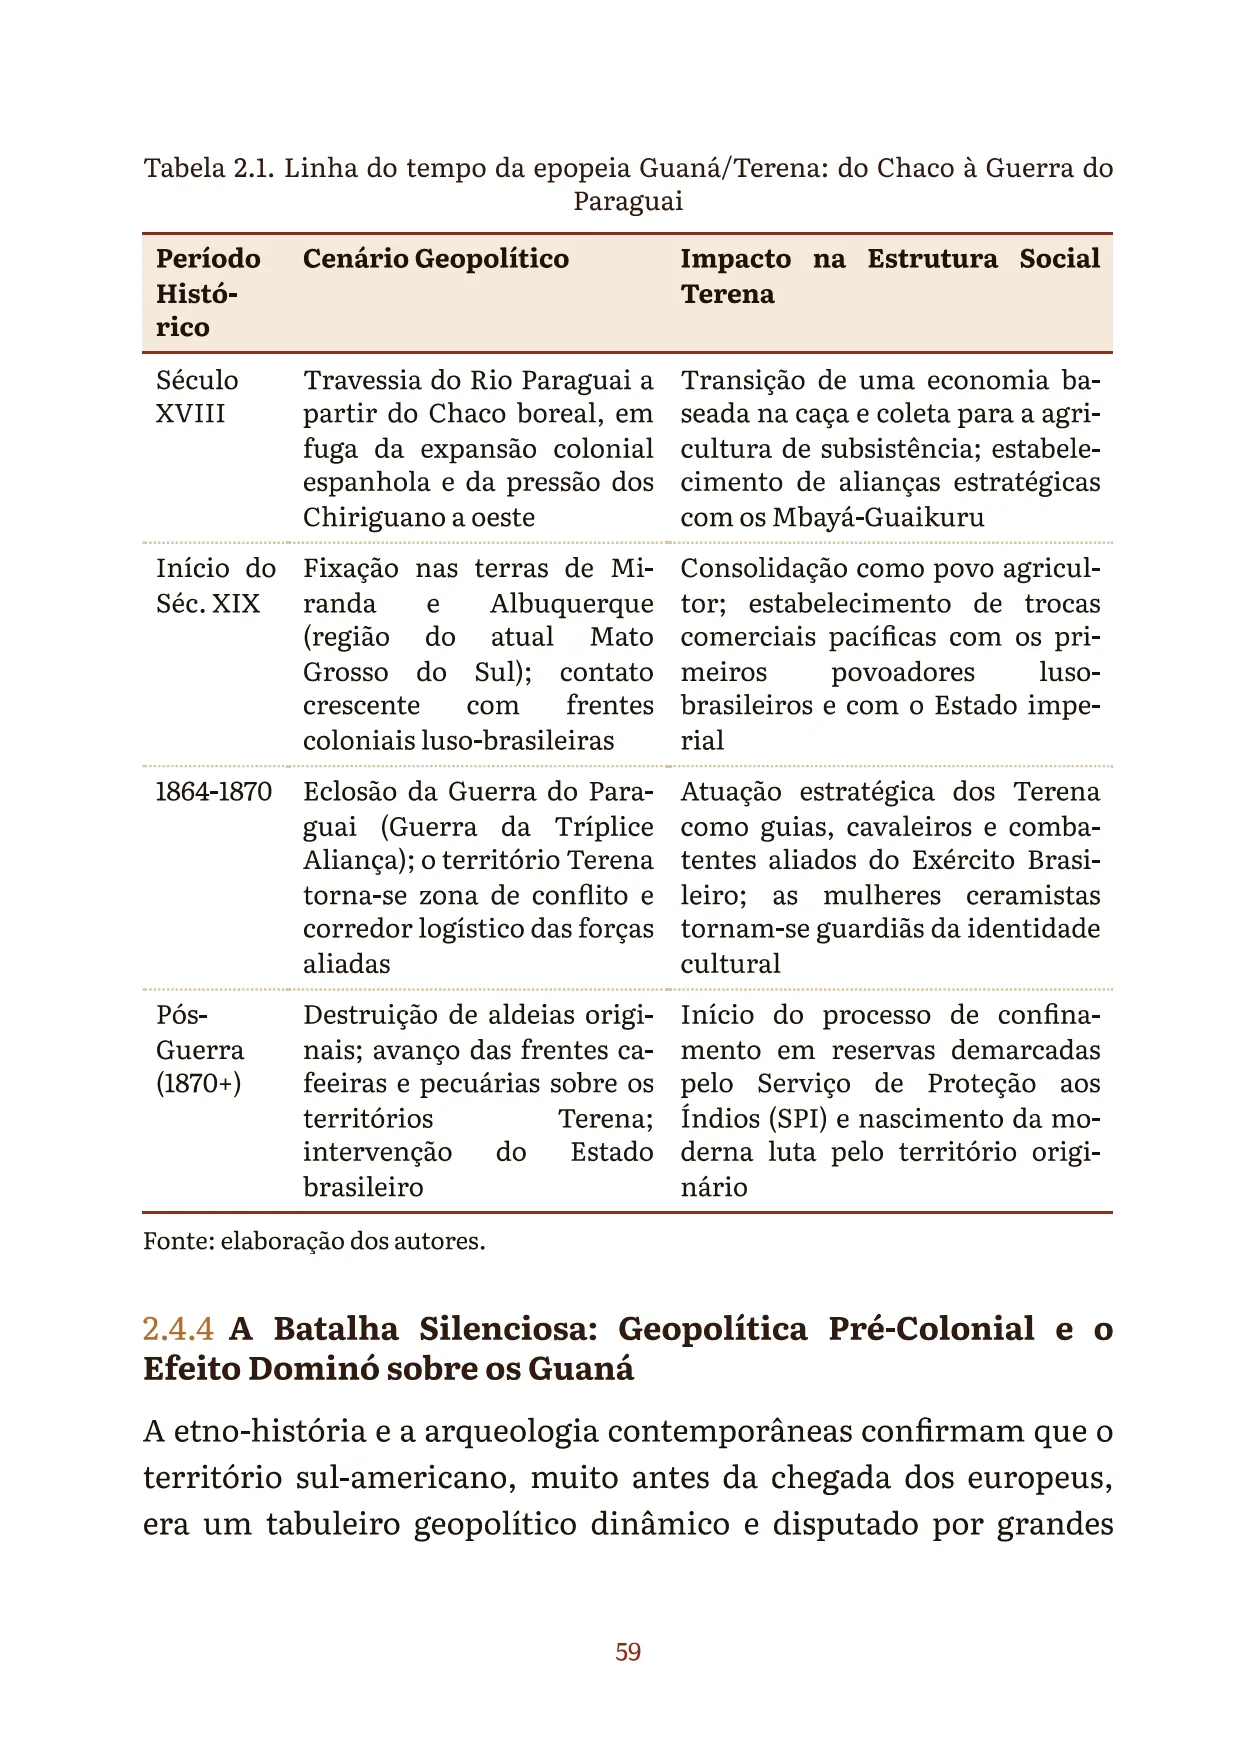 Tabela 2.1. Linha do tempo da epopeia Guaná/Terena: do Chaco à Guerra do
Paraguai
Período
Histó-
rico
Cenário Geopolítico
Impacto na Estrutura Social
Terena
Século
XVIII
Travessia do Rio Paraguai a
partir do Chaco boreal, em
fuga da expansão colonial
espanhola e da pressão dos
Chiriguano a oeste
Transição de uma economia ba-
seada na caça e coleta para a agri-
cultura de subsistência; estabele-
cimento de alianças estratégicas
com os Mbayá-Guaikuru
Início do
Séc. XIX
Fixação nas terras de Mi-
randa e Albuquerque
(região do atual Mato
Grosso do Sul); contato
crescente com frentes
coloniais luso-brasileiras
Consolidação como povo agricul-
tor; estabelecimento de trocas
comerciais pacíficas com os pri-
meiros povoadores luso-
brasileiros e com o Estado impe-
rial
1864-1870
Eclosão da Guerra do Para-
guai (Guerra da Tríplice
Aliança); o território Terena
torna-se zona de conflito e
corredor logístico das forças
aliadas
Atuação estratégica dos Terena
como guias, cavaleiros e comba-
tentes aliados do Exército Brasi-
leiro; as mulheres ceramistas
tornam-se guardiãs da identidade
cultural
Pós-
Guerra
(1870+)
Destruição de aldeias origi-
nais; avanço das frentes ca-
feeiras e pecuárias sobre os
territórios Terena;
intervenção do Estado
brasileiro
Início do processo de confina-
mento em reservas demarcadas
pelo Serviço de Proteção aos
Índios (SPI) e nascimento da mo-
derna luta pelo território origi-
nário
Fonte: elaboração dos autores.
2.4.4 A Batalha Silenciosa: Geopolítica Pré-Colonial e o
Efeito Dominó sobre os Guaná
A etno-história e a arqueologia contemporâneas confirmam que o
território sul-americano, muito antes da chegada dos europeus,
era um tabuleiro geopolítico dinâmico e disputado por grandes
59